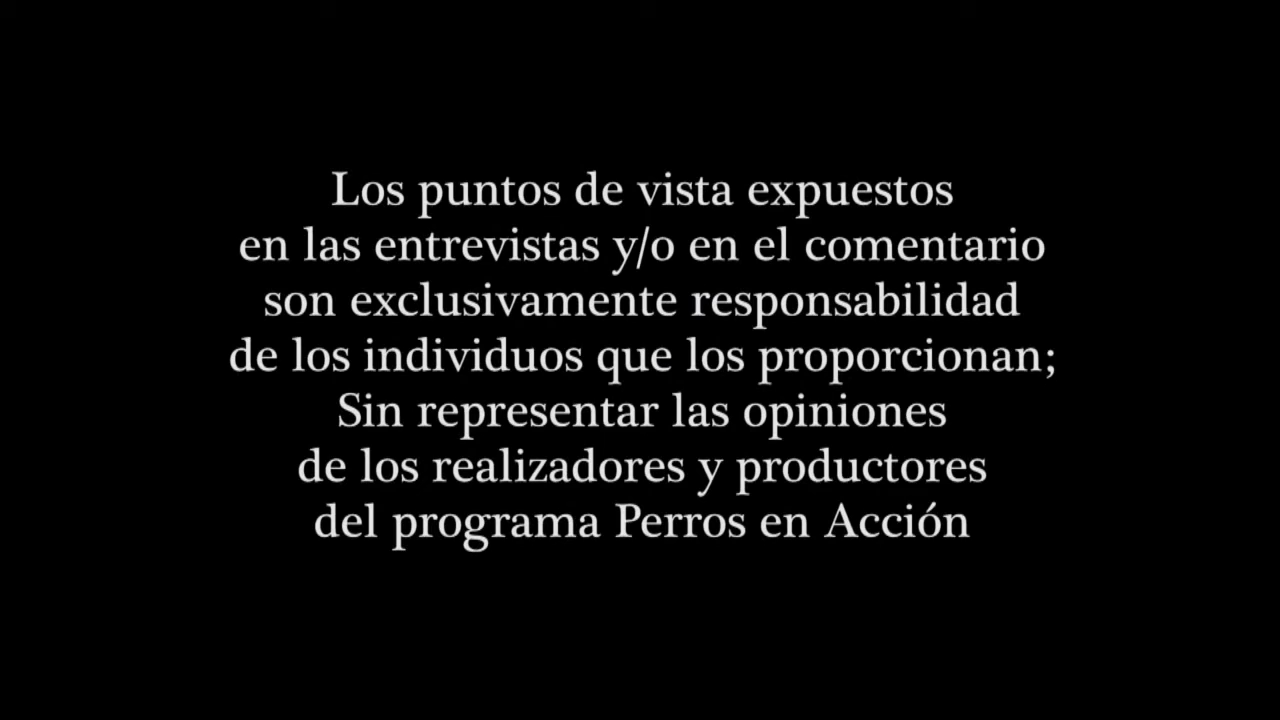 Los puntos de vista expuestos
en las entrevistas y/o en el comentario
son exclusivamente responsabilidad
de los individuos que los proporcionan;
Sin representar las opiniones
de los realizadores y productores
del programa Perros en Acción